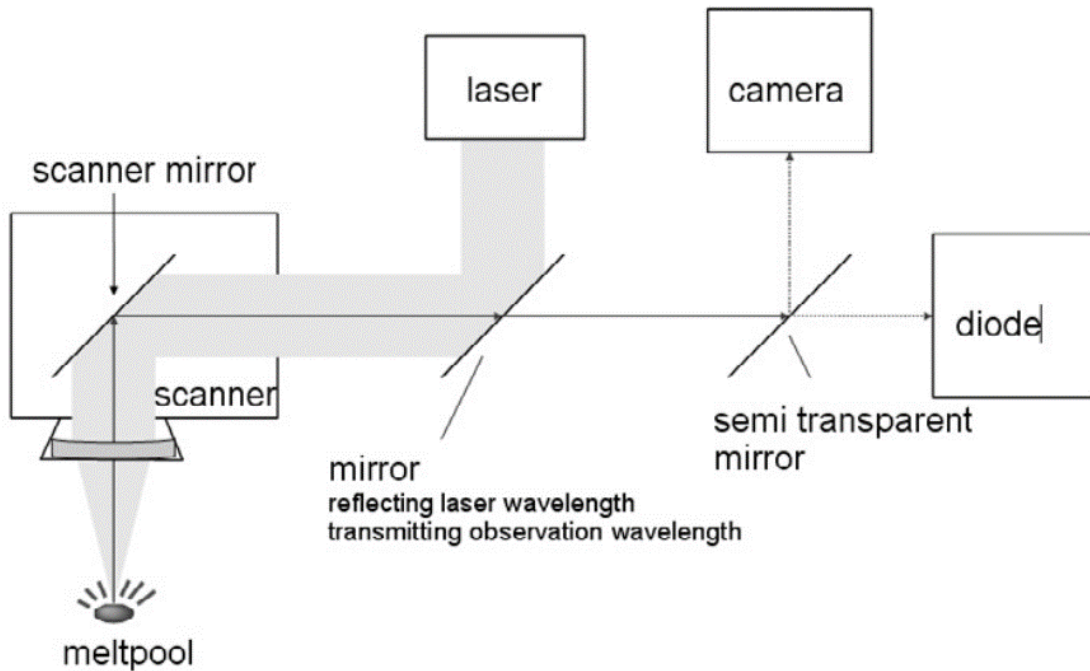 laser
camera
scanner mirror
diode
scanner
semi transparent
mirror
mirror
reflecting laser wavelength
transmitting observation wavelength
meltpool